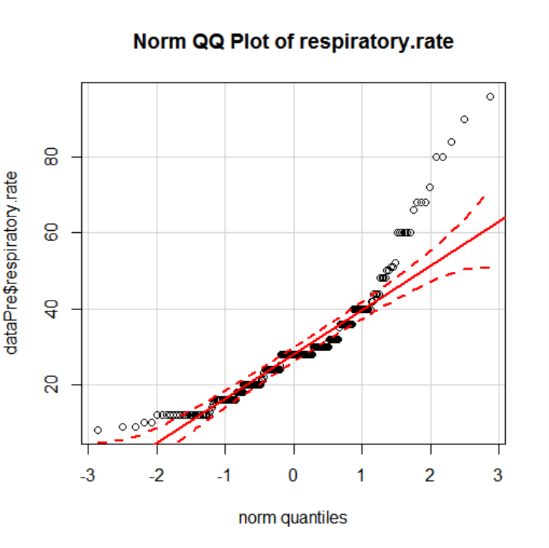 Norm QQ Plot of respiratory.rate
dataPre$respiratory.rate
80
60
40
20
-3 -2 -1 0 1 2 3
norm quantiles